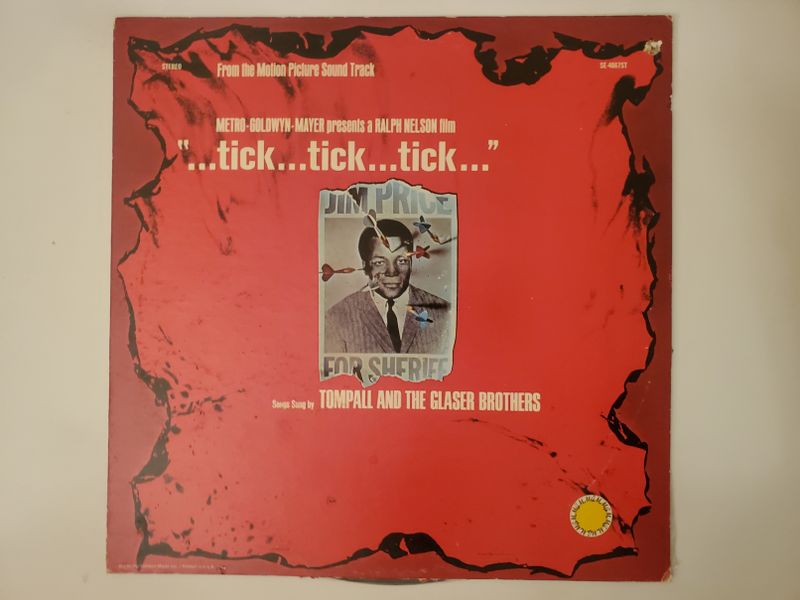 STEREO
From the Motion Picture Sound Track
SE-4667ST
METRO-GOLDWYN-MAYER presents a RALPH NELSON film
"...tick...tick...tick..."
JIM PRICE
FOR SHERIFF
Songs Sung by TOMPALL AND THE GLASER BROTHERS